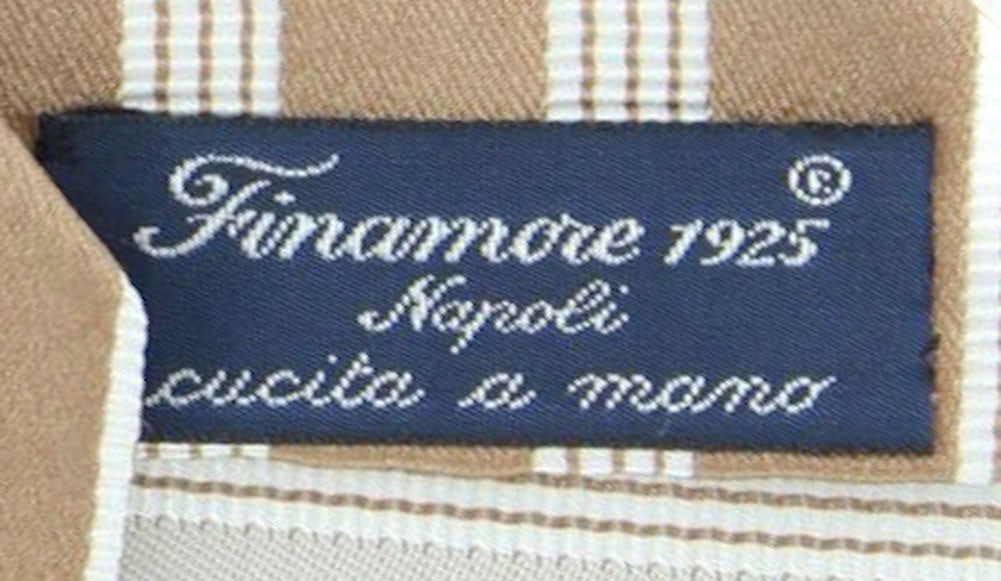 Finamore 1925 ®
Napoli
cucita a mano